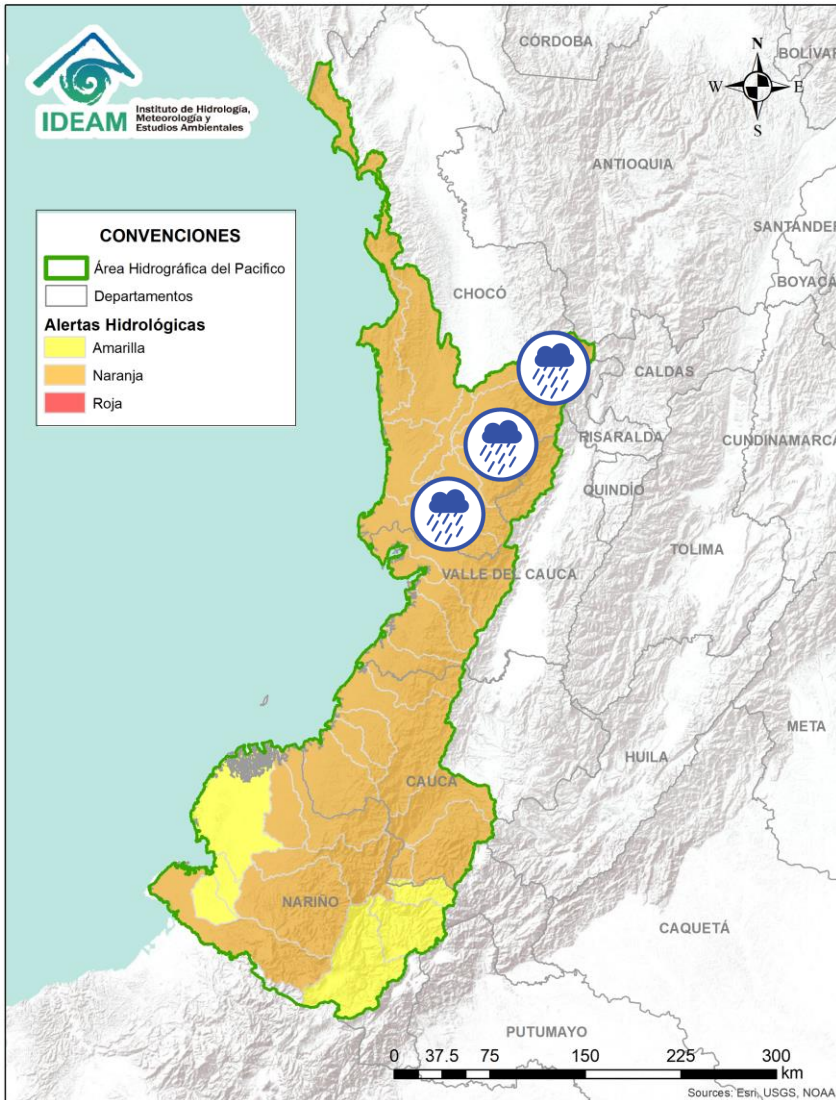 IDEAM
Instituto de Hidrología,
Meteorología y
Estudios Ambientales
CÓRDOBA
BOLÍVAR
N
W
E
S
ANTIOQUIA
SANTANDER
BOYACÁ
CONVENCIONES
Área Hidrográfica del Pacifico
Departamentos
Alertas Hidrológicas
Amarilla
Naranja
Roja
CHOCÓ
CALDAS
RISARALDA
CUNDINAMARCA
QUINDÍO
TOLIMA
VALLE DEL CAUCA
META
HUILA
CAUCA
NARIÑO
CAQUETÁ
PUTUMAYO
0 37.5 75 150 225 300
km
Sources: Esri, USGS, NOAA